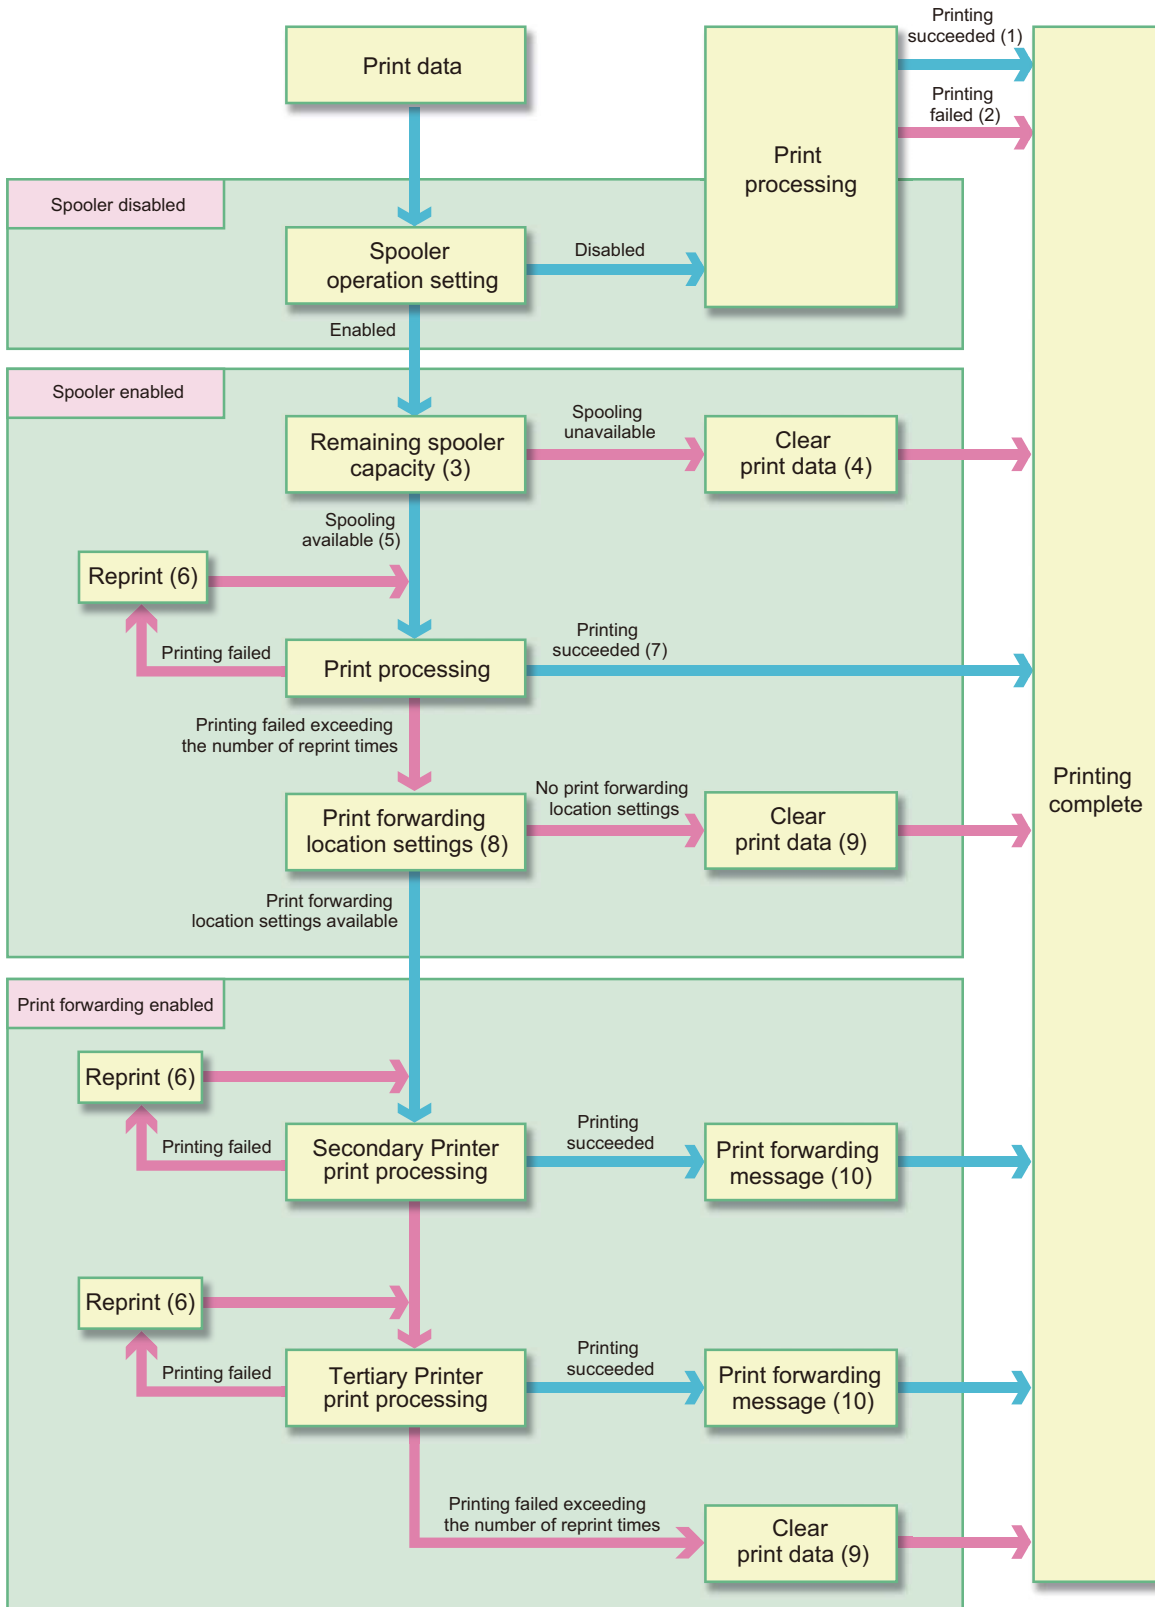 Print data
Printing
succeeded (1)
Printing
failed (2)
Print
processing
Spooler disabled
Spooler
operation setting
Disabled
Enabled
Spooler enabled
Remaining spooler
capacity (3)
Spooling
unavailable
Clear
print data (4)
Spooling
available (5)
Reprint (6)
Printing failed
Print processing
Printing
succeeded (7)
Printing failed exceeding
the number of reprint times
Print forwarding
location settings (8)
No print forwarding
location settings
Clear
print data (9)
Printing
complete
Print forwarding
location settings available
Print forwarding enabled
Reprint (6)
Printing failed
Secondary Printer
print processing
Printing
succeeded
Print forwarding
message (10)
Reprint (6)
Printing failed
Tertiary Printer
print processing
Printing
succeeded
Print forwarding
message (10)
Printing failed exceeding
the number of reprint times
Clear
print data (9)